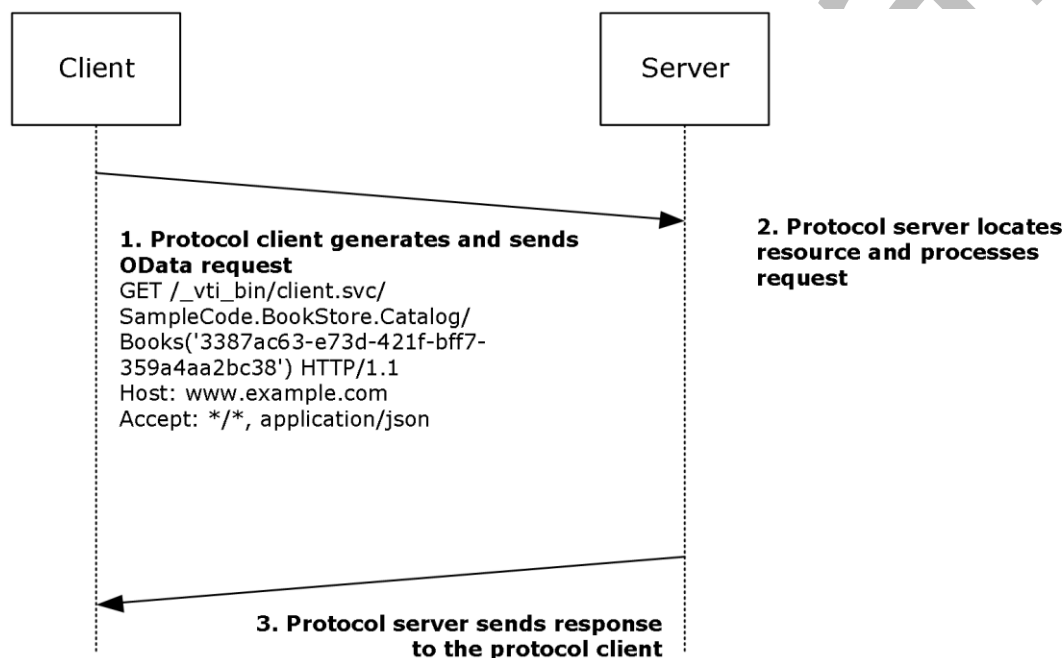 Client
Server
1. Protocol client generates and sends
OData request
GET /_vti_bin/client.svc/
SampleCode.BookStore.Catalog/
Books('3387ac63-e73d-421f-bff7-
359a4aa2bc38') HTTP/1.1
Host: www.example.com
Accept: */*, application/json
2. Protocol server locates
resource and processes
request
3. Protocol server sends response
to the protocol client